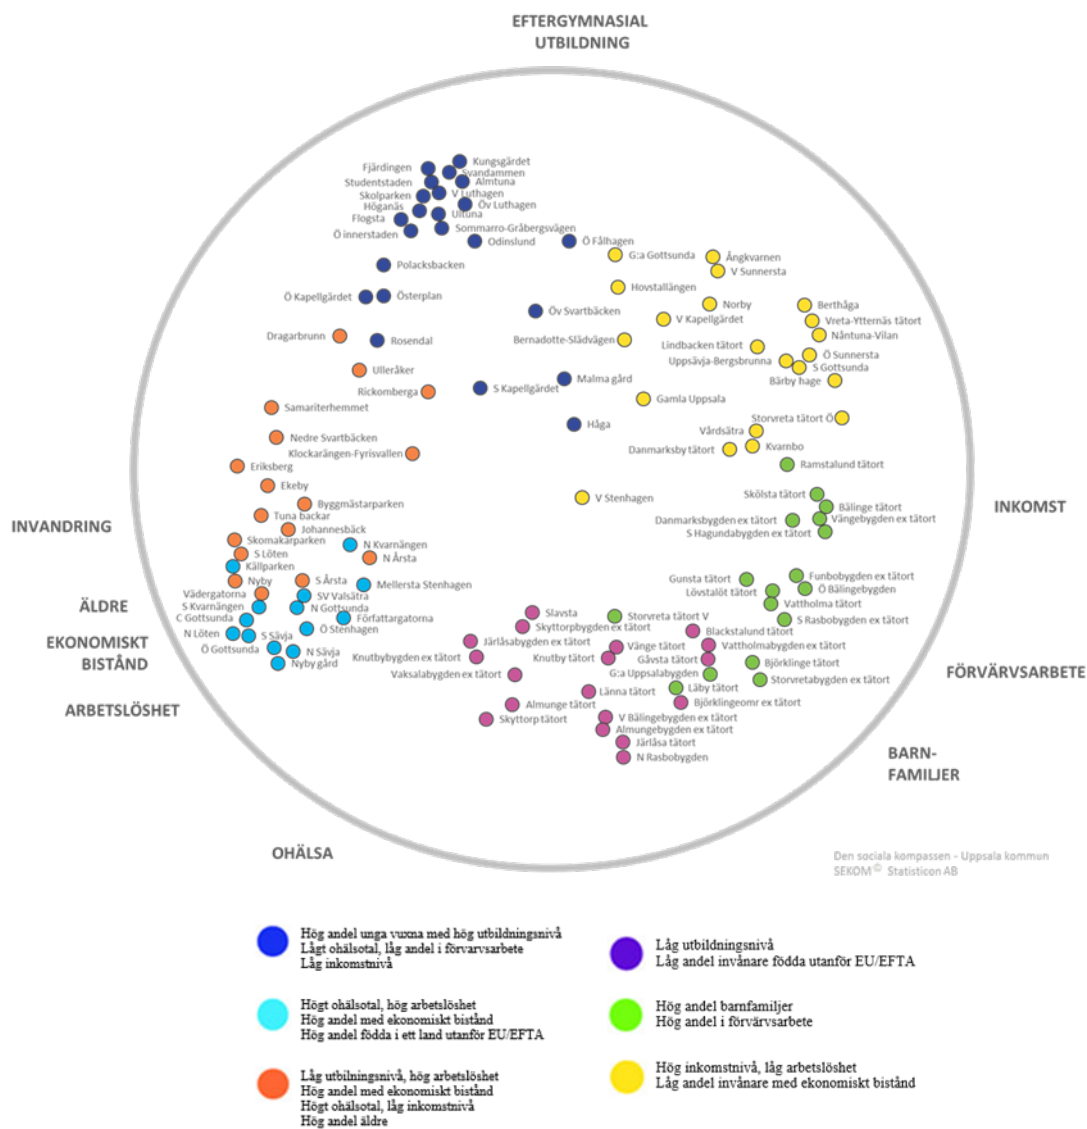 EFTERGYMNASIAL
UTBILDNING
Kungsgärdet
Fjärdingen
Svandammen
Studentstaden
Almtuna
Skolparken
V Luthagen
Höganäs
Öv Luthagen
Flogsta
Ultuna
Ö innerstaden
Sommarro-Gråbergsvägen
Odinslund
Ö Fålhagen
G:a Gottsunda
Ångkvarnen
V Sunnersta
Polacksbacken
Hovstallängen
Ö Kapellgärdet
Österplan
Norby
Berthåga
Öv Svartbäcken
V Kapellgärdet
Vreta-Ytternäs tätort
Dragarbrunn
Rosendal
Bernadotte-Slädvägen
Nåntuna-Vilan
Lindbacken tätort
Ö Sunnersta
Uppsävja-Bergsbrunna
S Gottsunda
Ulleråker
Malma gård
Bärby hage
Rickomberga
S Kapellgärdet
Gamla Uppsala
Samariterhemmet
Storvreta tätort Ö
Håga
Vårdsätra
Nedre Svartbäcken
Klockarängen-Fyrisvallen
Danmarksby tätort
Kvarnbo
Eriksberg
Ramstalund tätort
Ekeby
V Stenhagen
Skölsta tätort
Byggmästarparken
Bälinge tätort
INKOMST
Tuna backar
Danmarksbygden ex tätort
Vängebygden ex tätort
INVANDRING
Johannesbäck
S Hagundabygden ex tätort
Skomakarparken
N Kvarnängen
S Löten
N Årsta
Källparken
Nyby
S Årsta
Mellersta Stenhagen
Gunsta tätort
Funbobygden ex tätort
Vädergatorna
SV Valsätra
Lövstalöt tätort
Ö Bälingebygden
ÄLDRE
S Kvarnängen
N Gottsunda
Vattholma tätort
C Gottsunda
Författargatorna
Slavsta
Storvreta tätort V
S Rasbobygden ex tätort
Ö Stenhagen
Skyttorpbygden ex tätort
N Löten
S Sävja
Blackstalund tätort
EKONOMISKT
BISTÅND
Järlåsabygden ex tätort
Vänge tätort
Vattholmabygden ex tätort
Ö Gottsunda
N Sävja
Knutbybygden ex tätort
Knutby tätort
Gåvsta tätort
Björklinge tätort
Nyby gård
Vaksalabygden ex tätort
G:a Uppsalabygden
Storvretabygden ex tätort
FÖRVÄRVSARBETE
Länna tätort
Läby tätort
ARBETSLÖSHET
Almunge tätort
Björklingeomr ex tätort
Skyttorp tätort
V Bälingebygden ex tätort
Almungebygden ex tätort
Järlåsa tätort
N Rasbobygden
BARN-
FAMILJER
OHÄLSA
Den sociala kompassen - Uppsala kommun
SEKOM© Statisticon AB
Hög andel unga vuxna med hög utbildningsnivå
Lågt ohälsotal, låg andel i förvarvsarbete
Låg inkomstnivå
Låg utbildningsnivå
Låg andel invånare födda utanför EU/EFTA
Högt ohälsotal, hög arbetslöshet
Hög andel med ekonomiskt bistånd
Hög andel födda i ett land utanför EU/EFTA
Hög andel barnfamiljer
Hög andel i förvärvsarbete
Låg utbilningsnivå, hög arbetslöshet
Hög andel med ekonomiskt bistånd
Högt ohälsotal, låg inkomstnivå
Hög andel äldre
Hög inkomstnivå, låg arbetslöshet
Låg andel invånare med ekonomiskt bistånd